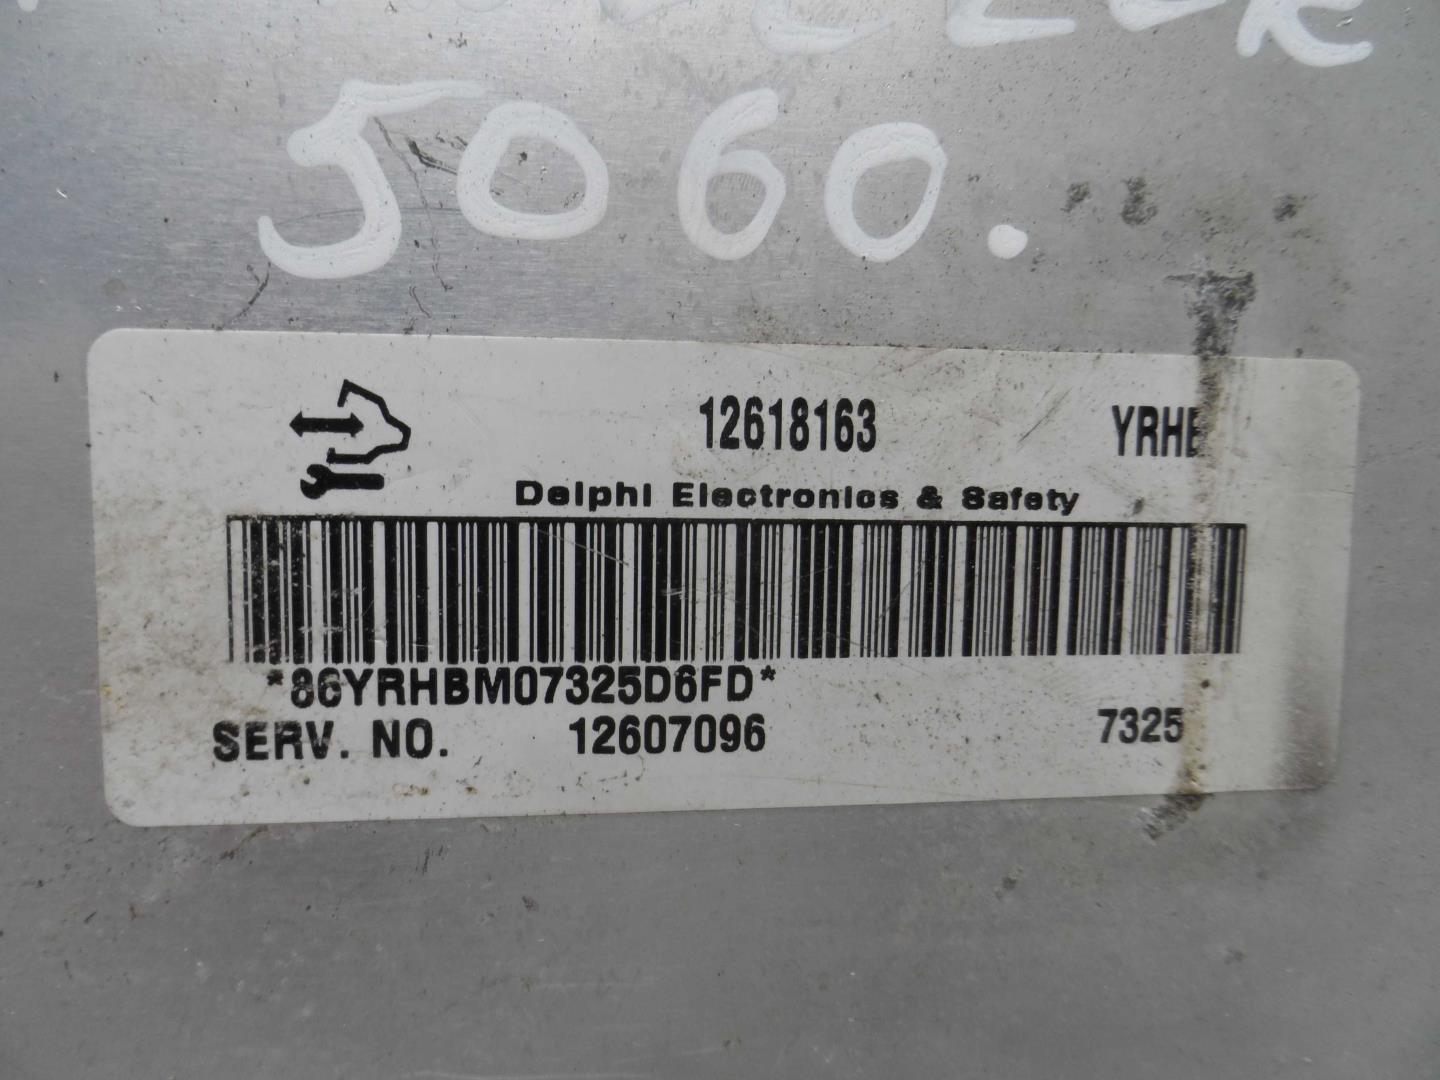 5060.
12618163 YRHB
Delphi Electronics & Safety
*86YRHBM07325D6FD*
SERV. NO. 12607096 7325